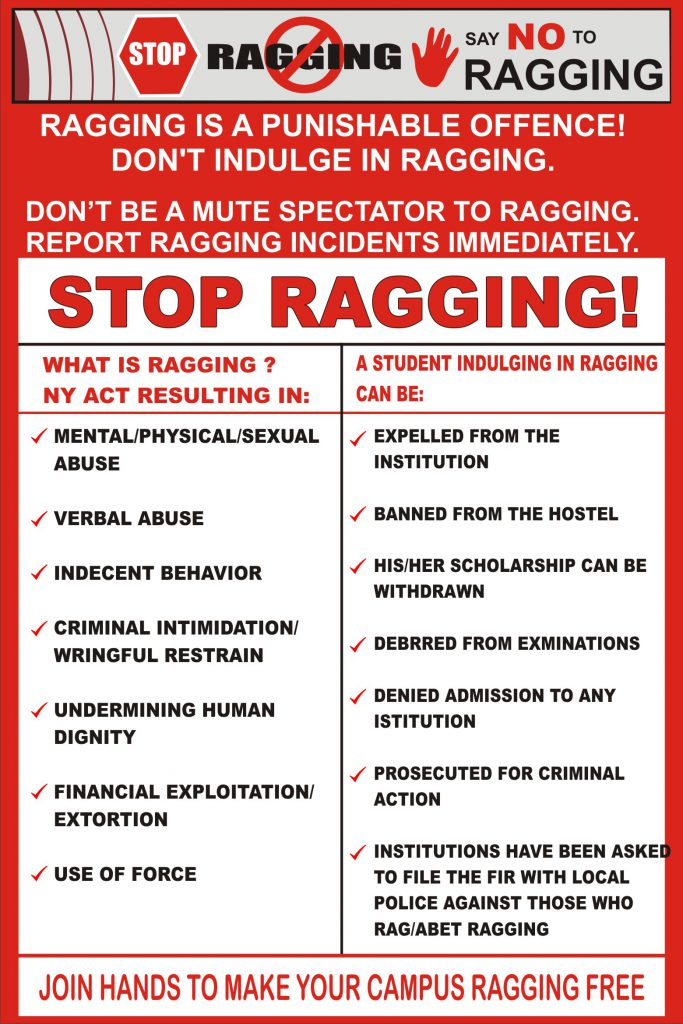 STOP
RAGGING
SAY NO TO
RAGGING
RAGGING IS A PUNISHABLE OFFENCE!
DON'T INDULGE IN RAGGING.
DON’T BE A MUTE SPECTATOR TO RAGGING.
REPORT RAGGING INCIDENTS IMMEDIATELY.
STOP RAGGING!
WHAT IS RAGGING ?
NY ACT RESULTING IN:
MENTAL/PHYSICAL/SEXUAL
ABUSE
VERBAL ABUSE
INDECENT BEHAVIOR
CRIMINAL INTIMIDATION/
WRINGFUL RESTRAIN
UNDERMINING HUMAN
DIGNITY
FINANCIAL EXPLOITATION/
EXTORTION
USE OF FORCE
A STUDENT INDULGING IN RAGGING
CAN BE:
EXPELLED FROM THE
INSTITUTION
BANNED FROM THE HOSTEL
HIS/HER SCHOLARSHIP CAN BE
WITHDRAWN
DEBRRED FROM EXMINATIONS
DENIED ADMISSION TO ANY
ISTITUTION
PROSECUTED FOR CRIMINAL
ACTION
INSTITUTIONS HAVE BEEN ASKED
TO FILE THE FIR WITH LOCAL
POLICE AGAINST THOSE WHO
RAG/ABET RAGGING
JOIN HANDS TO MAKE YOUR CAMPUS RAGGING FREE